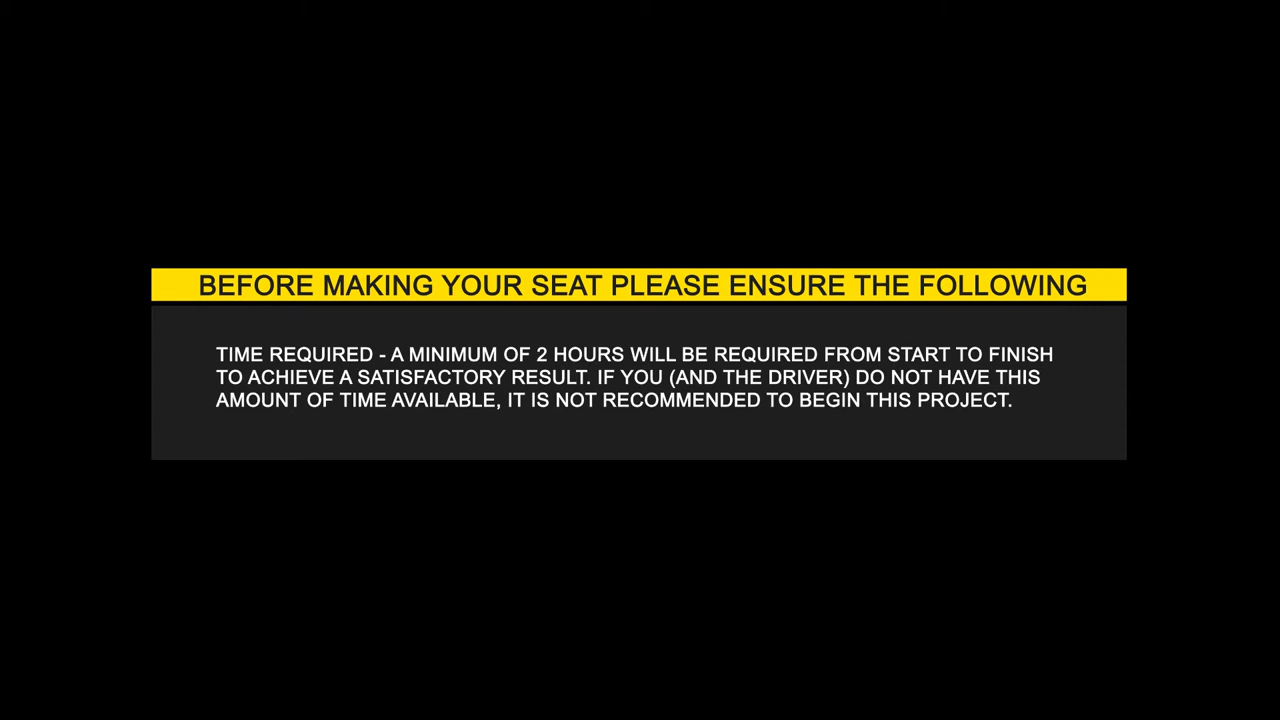 BEFORE MAKING YOUR SEAT PLEASE ENSURE THE FOLLOWING
TIME REQUIRED - A MINIMUM OF 2 HOURS WILL BE REQUIRED FROM START TO FINISH
TO ACHIEVE A SATISFACTORY RESULT. IF YOU (AND THE DRIVER) DO NOT HAVE THIS
AMOUNT OF TIME AVAILABLE, IT IS NOT RECOMMENDED TO BEGIN THIS PROJECT.